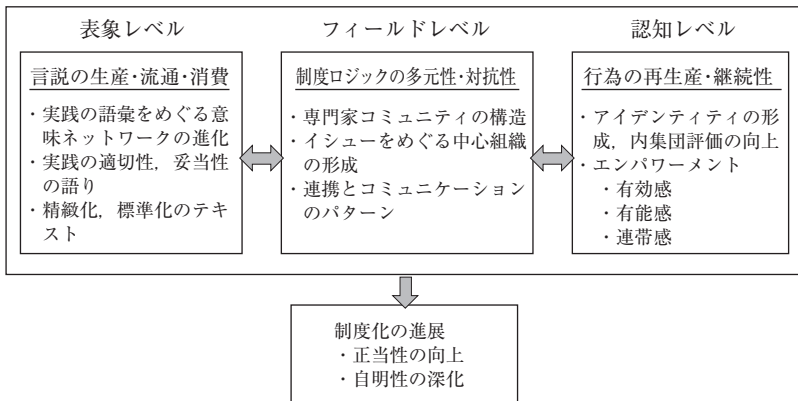 表象レベル
言説の生産・流通・消費
・実践の語彙をめぐる意
味ネットワークの進化
・実践の適切性，妥当性
の語り
・精緻化，標準化のテキ
スト
フィールドレベル
制度ロジックの多元性・対抗性
・専門家コミュニティの構造
・イシューをめぐる中心組織
の形成
・連携とコミュニケーション
のパターン
認知レベル
行為の再生産・継続性
・アイデンティティの形
成，内集団評価の向上
・エンパワーメント
・有効感
・有能感
・連帯感
制度化の進展
・正当性の向上
・自明性の深化